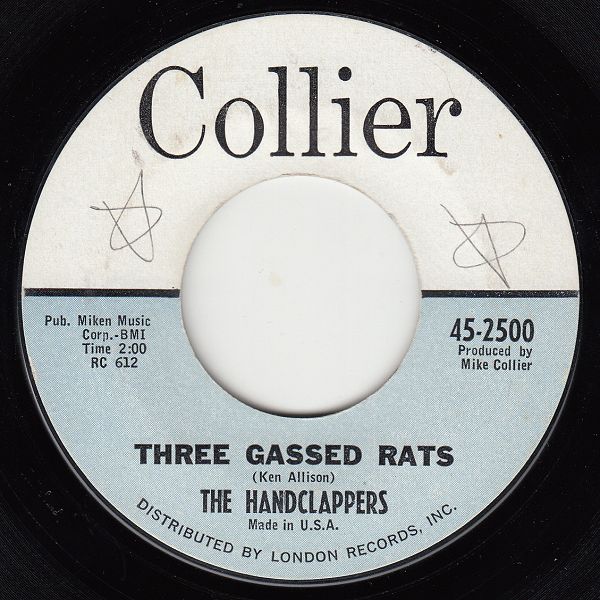 Collier
Pub. Miken Music
Corp.-BMI
Time 2:00
RC 612
45-2500
Produced by
Mike Collier
THREE GASSED RATS
(Ken Allison)
THE HANDCLAPPERS
Made in U.S.A.
DISTRIBUTED BY LONDON RECORDS, INC.